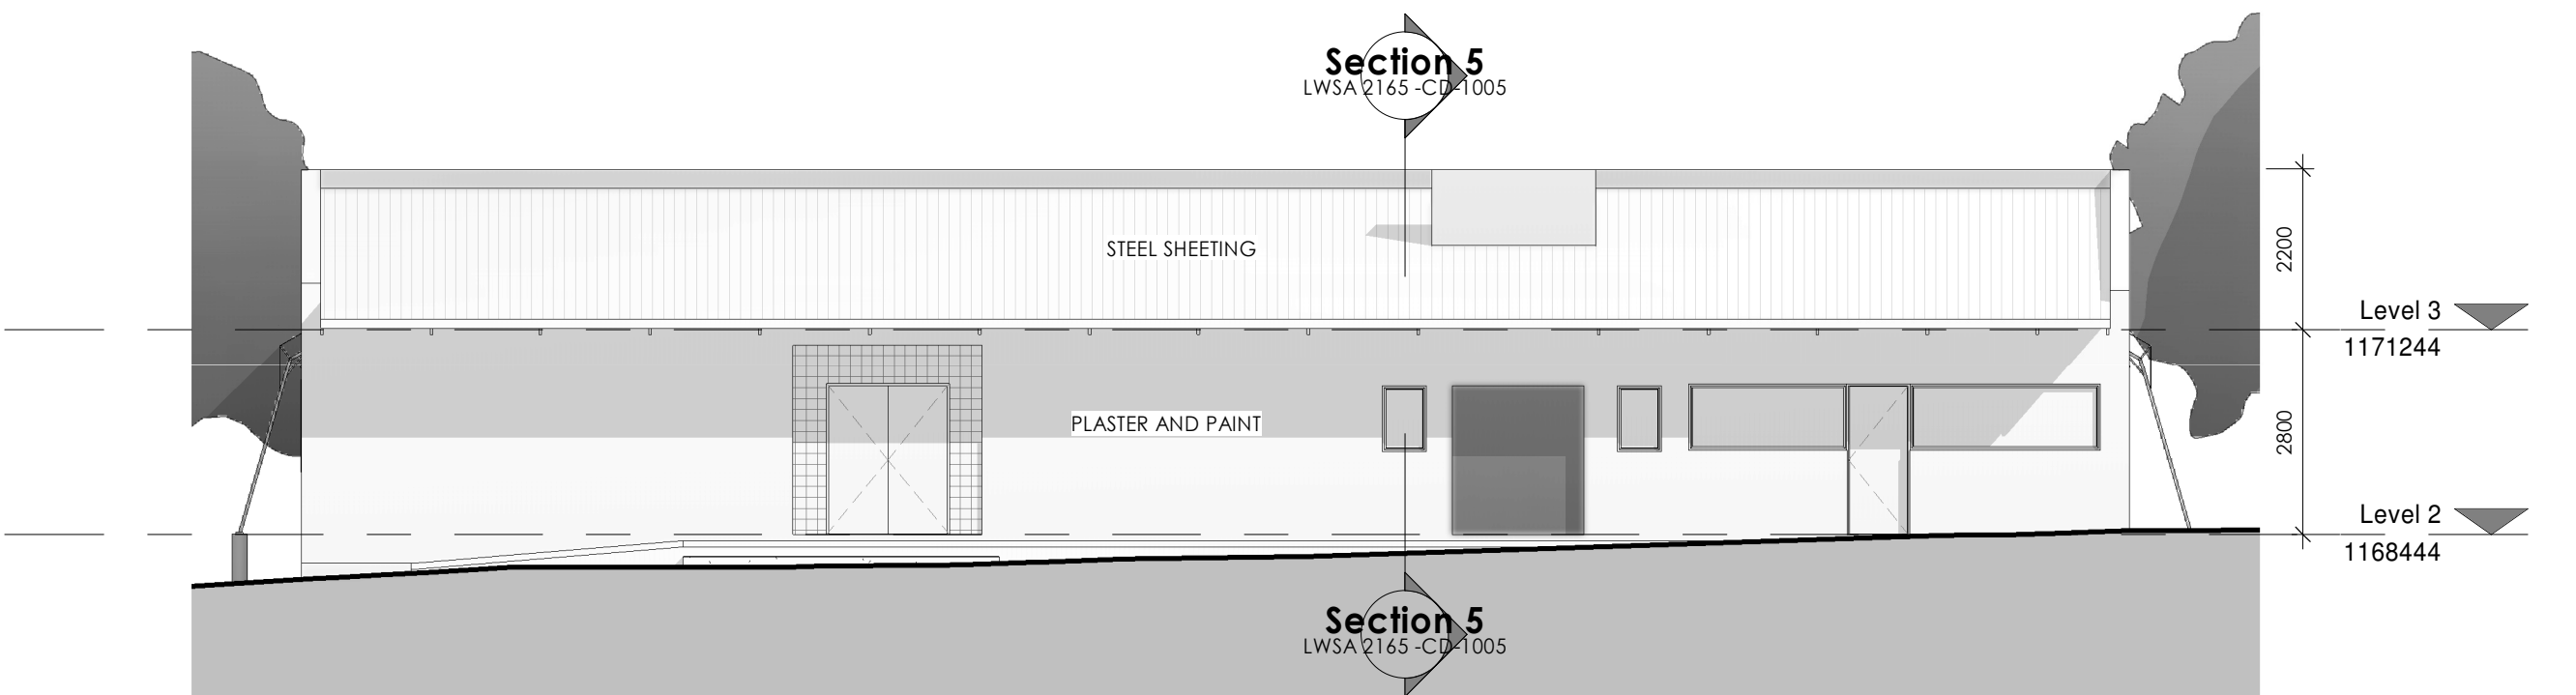 Section 5
LWSA 2165 -CD-1005
STEEL SHEETING
2200
Level 3
1171244
PLASTER AND PAINT
2800
Level 2
1168444
Section 5
LWSA 2165 -CD-1005